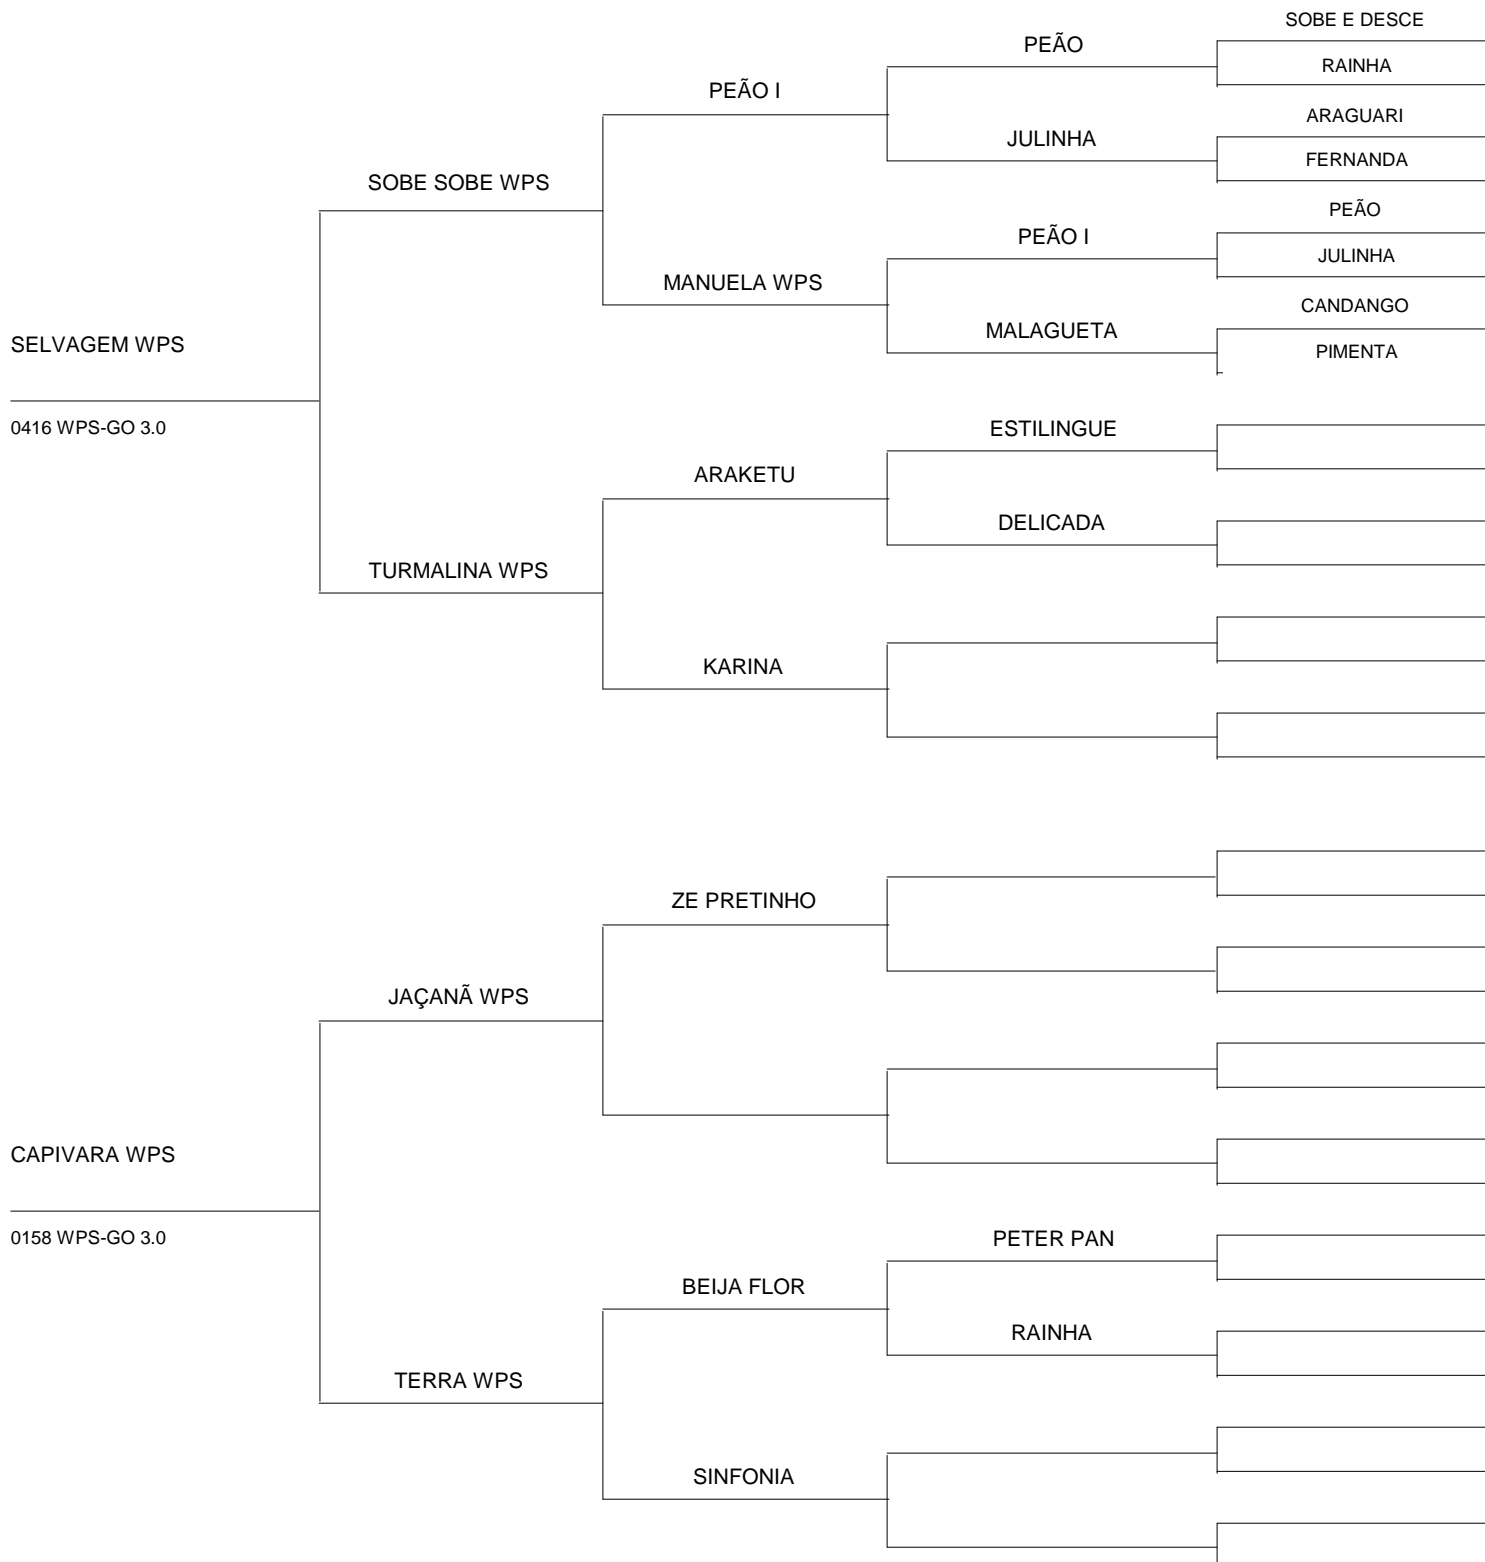 SOBE E DESCE
PEÃO
RAINHA
PEÃO I
ARAGUARI
JULINHA
FERNANDA
SOBE SOBE WPS
PEÃO
PEÃO I
JULINHA
MANUELA WPS
CANDANGO
MALAGUETA
SELVAGEM WPS
PIMENTA
0416 WPS-GO 3.0
ESTILINGUE
ARAKETU
DELICADA
TURMALINA WPS
KARINA
ZE PRETINHO
JAÇANÃ WPS
CAPIVARA WPS
0158 WPS-GO 3.0
PETER PAN
BEIJA FLOR
RAINHA
TERRA WPS
SINFONIA